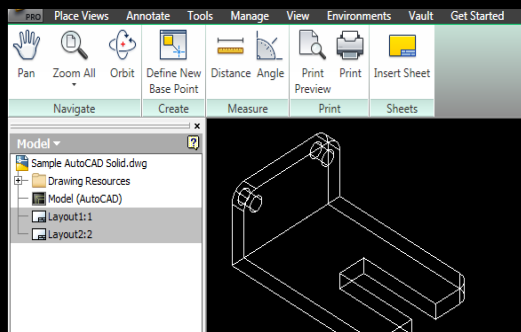 PRO Place Views Annotate Tools Manage View Environments Vault Get Started
Pan Zoom All Orbit Define New Base Point Distance Angle Print Preview Print Insert Sheet
Navigate Create Measure Print Sheets
Model
Sample AutoCAD Solid.dwg
Drawing Resources
Model (AutoCAD)
Layout1:1
Layout2:2